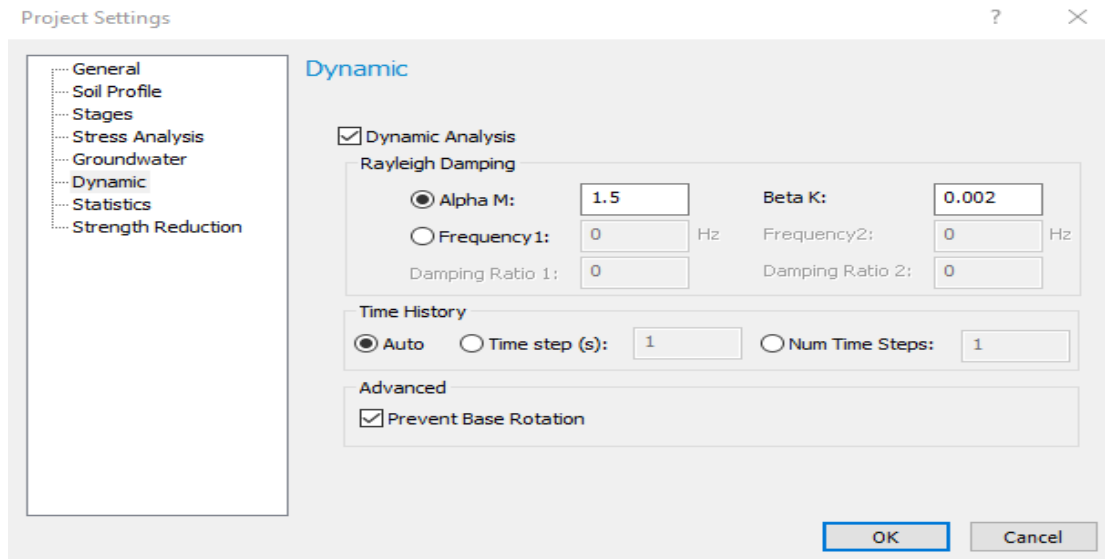 Project Settings ?
General
Soil Profile
Stages
Stress Analysis
Groundwater
Dynamic
Statistics
Strength Reduction
Dynamic
Dynamic Analysis
Rayleigh Damping
Alpha M: 1.5 Beta K: 0.002
Frequency1: 0 Hz Frequency2: 0 Hz
Damping Ratio 1: 0 Damping Ratio 2: 0
Time History
Auto Time step (s): 1 Num Time Steps: 1
Advanced
Prevent Base Rotation
OK Cancel